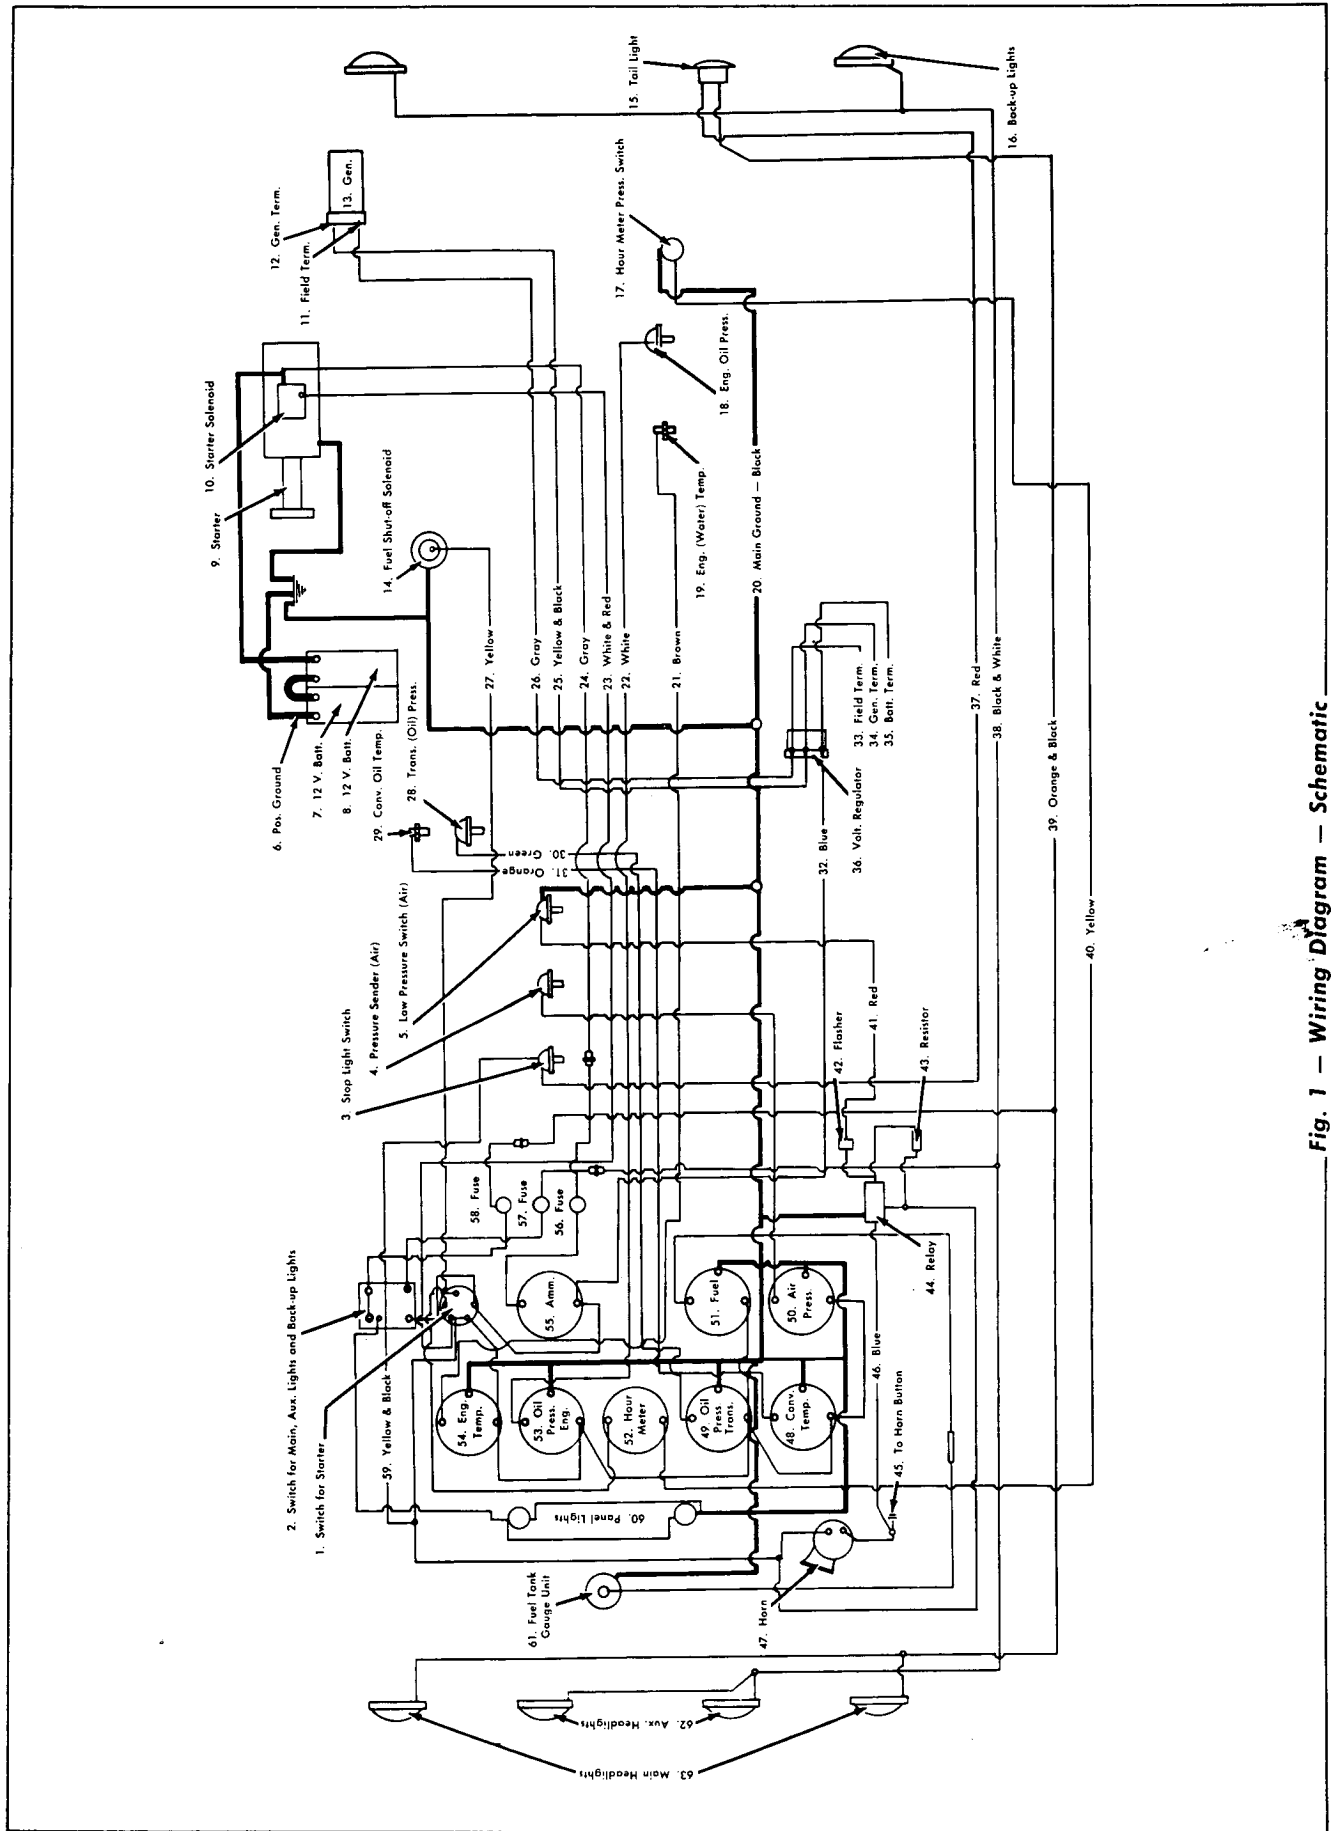 1. Switch for Starter
2. Switch for Main, Aux. Lights and Back-up Lights
3. Stop Light Switch
4. Pressure Sender (Air)
5. Low Pressure Switch (Air)
6. Pos. Ground
7. 12 V. Batt.
8. 12 V. Batt.
9. Starter
10. Starter Solenoid
11. Field Term.
12. Gen. Term.
13. Gen.
14. Fuel Shut-off Solenoid
15. Tail Light
16. Back-up Lights
17. Hour Meter Press. Switch
18. Eng. Oil Press.
19. Eng. (Water) Temp.
20. Main Ground — Black
21. Brown
22. White
23. White & Red
24. Gray
25. Yellow & Black
26. Gray
27. Yellow
28. Trans. (Oil) Press.
29. Conv. Oil Temp.
30. Green
31. Orange
32. Blue
33. Field Term.
34. Gen. Term.
35. Batt. Term.
36. Volt. Regulator
37. Red
38. Black & White
39. Orange & Black
40. Yellow
41. Red
42. Flasher
43. Resistor
44. Relay
45. To Horn Button
46. Blue
47. Horn
48. Conv.
Temp.
49. Oil
Press
Trans.
50. Air
Press.
51. Fuel
52. Hour
Meter
53. Oil
Press.
Eng.
54. Eng.
Temp.
55. Amm.
56. Fuse
57. Fuse
58. Fuse
59. Yellow & Black
60. Panel Lights
61. Fuel Tank
Gauge Unit
62. Aux. Headlights
63. Main Headlights
Fig. 1 — Wiring Diagram — Schematic